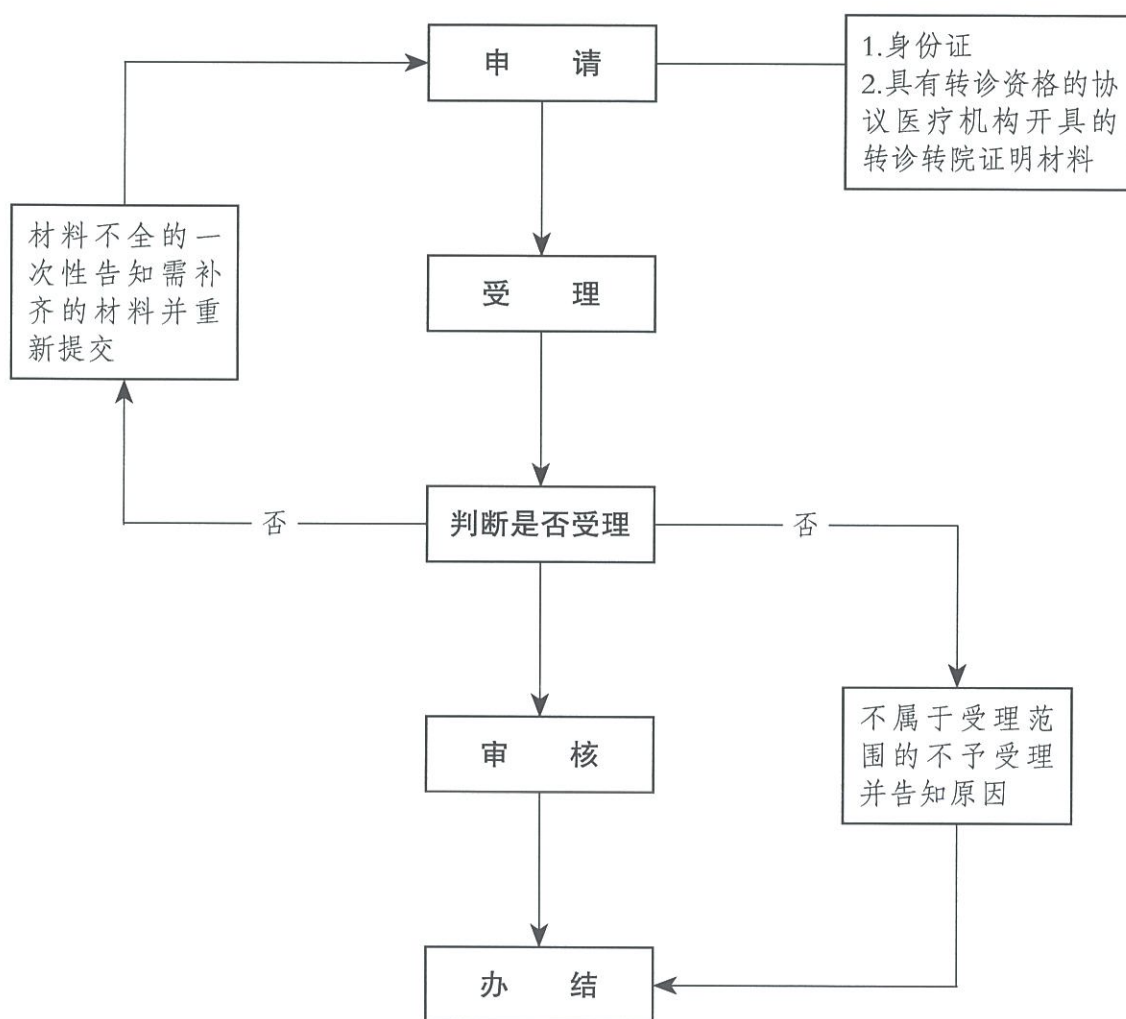 申 请
1.身份证
2.具有转诊资格的协
议医疗机构开具的
转诊转院证明材料
材料不全的一
次性告知需补
齐的材料并重
新提交
受 理
否
判断是否受理
否
审 核
不属于受理范
围的不予受理
并告知原因
办 结